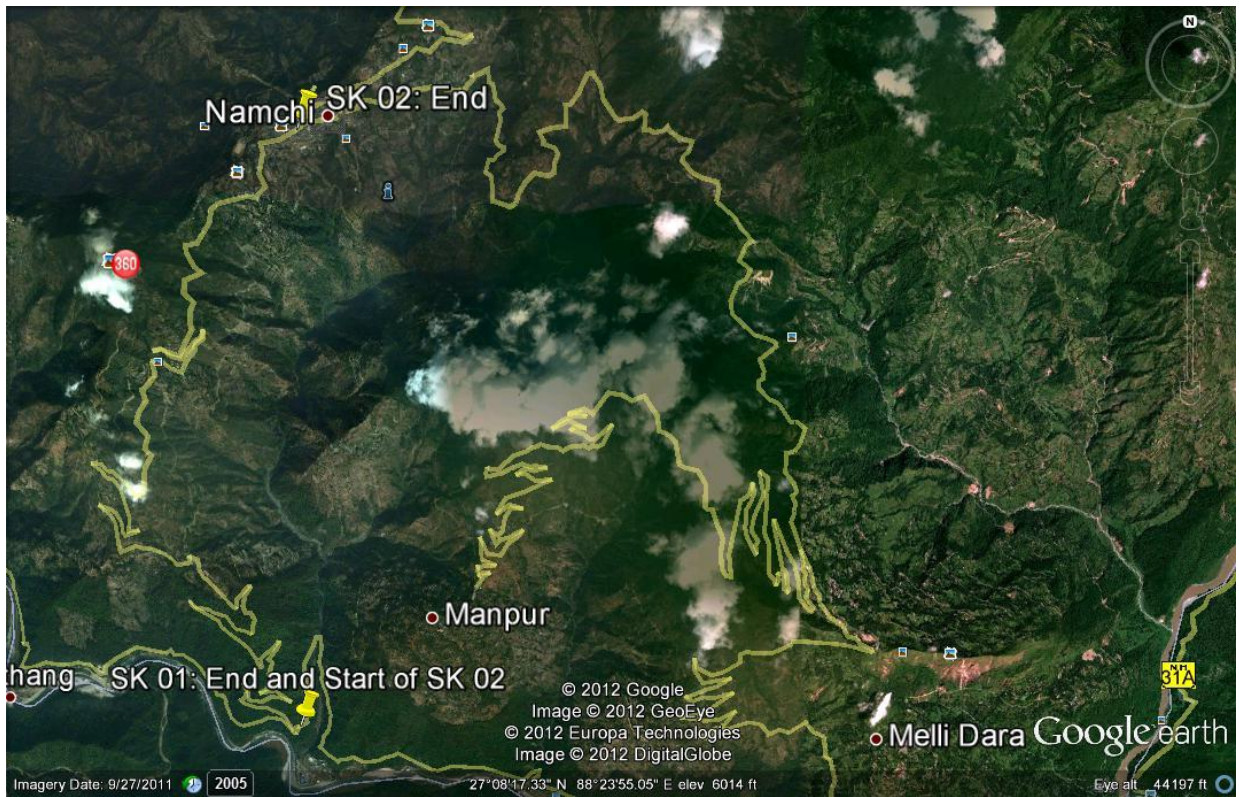 N
Namchi
SK 02: End
360
Manpur
SK 01: End and Start of SK 02
hang
NH
31A
Melli Dara
© 2012 Google
Image © 2012 GeoEye
© 2012 Europa Technologies
Image © 2012 DigitalGlobe
Google earth
Imagery Date: 9/27/2011
2005
27°08'17.33" N 88°23'55.05" E elev 6014 ft
Eye alt 44197 ft